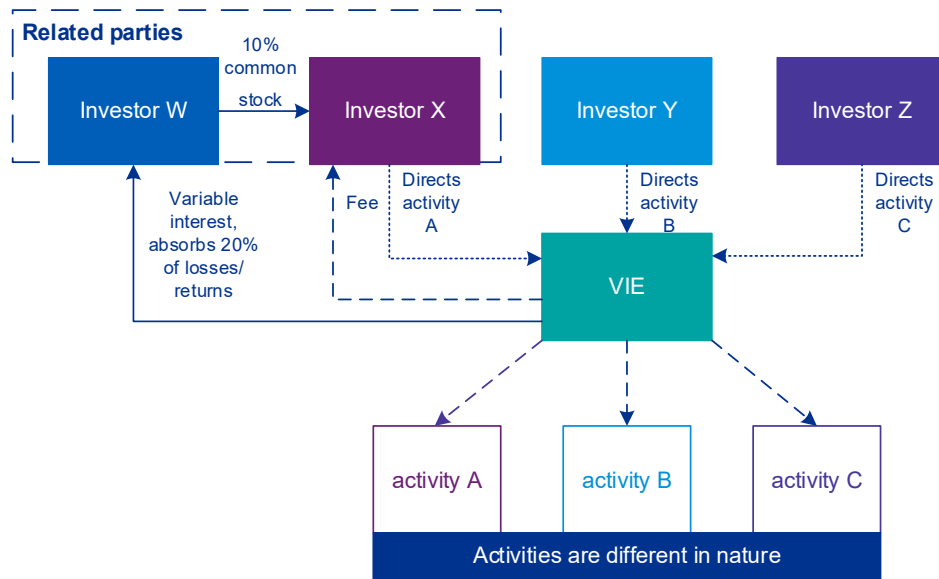 Related parties
10%
common
stock
Investor W
Investor X
Investor Y
Investor Z
Variable
interest,
absorbs 20%
of losses/
returns
Fee
Directs
activity
A
Directs
activity
B
Directs
activity
C
VIE
activity A
activity B
activity C
Activities are different in nature